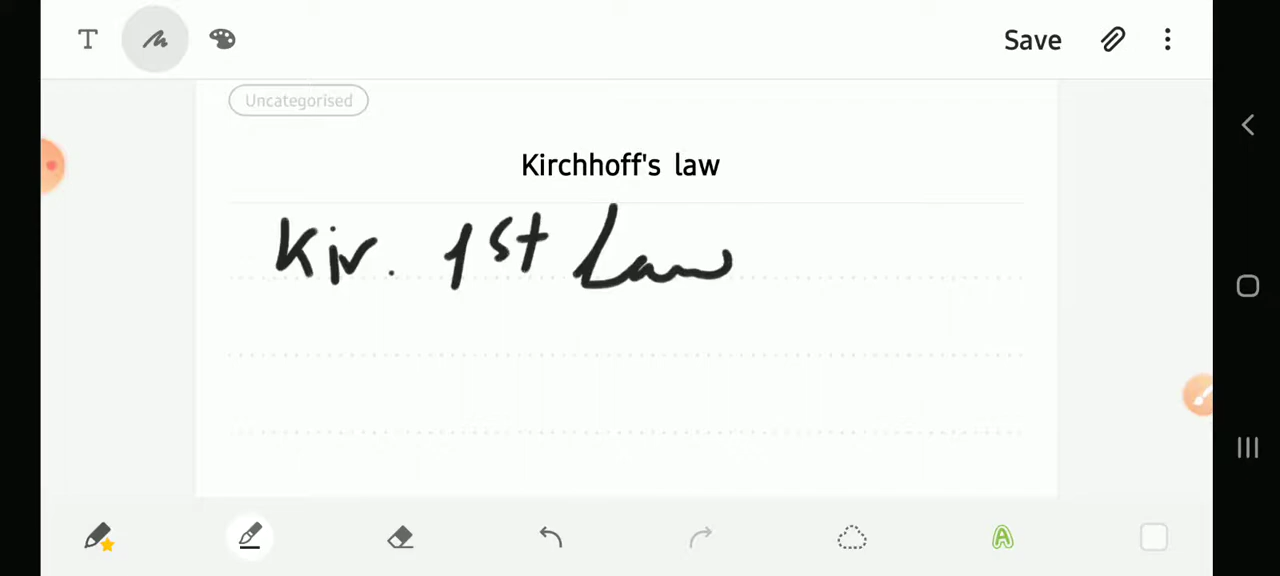 T
Save
Uncategorised
Kirchhoff's law
Kir. 1st Law
A